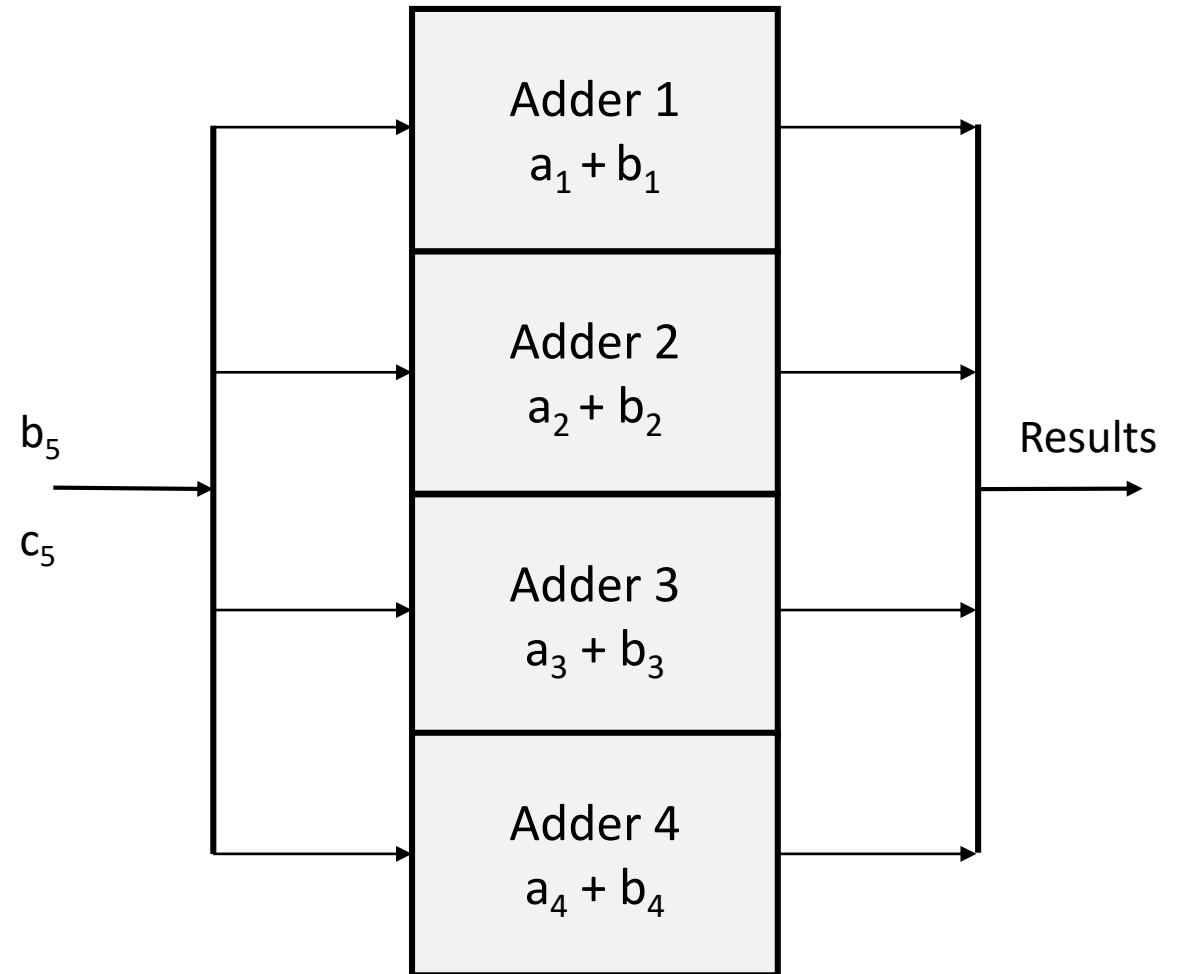 Adder 1
a₁ + b₁
Adder 2
a₂ + b₂
b₅
Results
c₅
Adder 3
a₃ + b₃
Adder 4
a₄ + b₄